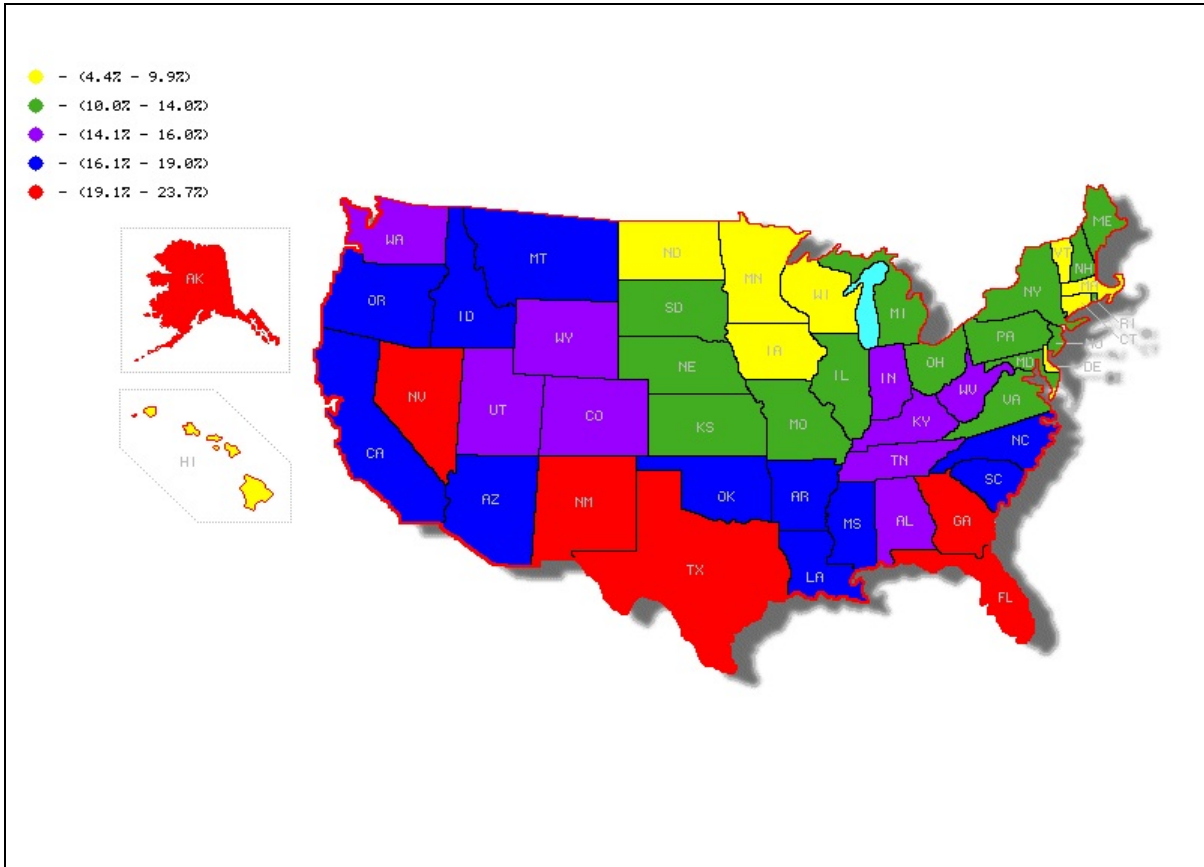 - (4.4% - 9.9%)
- (10.0% - 14.0%)
- (14.1% - 16.0%)
- (16.1% - 19.0%)
- (19.1% - 23.7%)
WA
MT
ND
MN
WI
MI
VT
NH
ME
AK
OR
ID
WY
SD
IA
NY
MA
RI
CT
NJ
PA
DE
MD
OH
IN
IL
NE
NV
UT
CO
KS
MO
KY
WV
VA
HI
CA
AZ
NM
OK
AR
TN
NC
SC
TX
LA
MS
AL
GA
FL